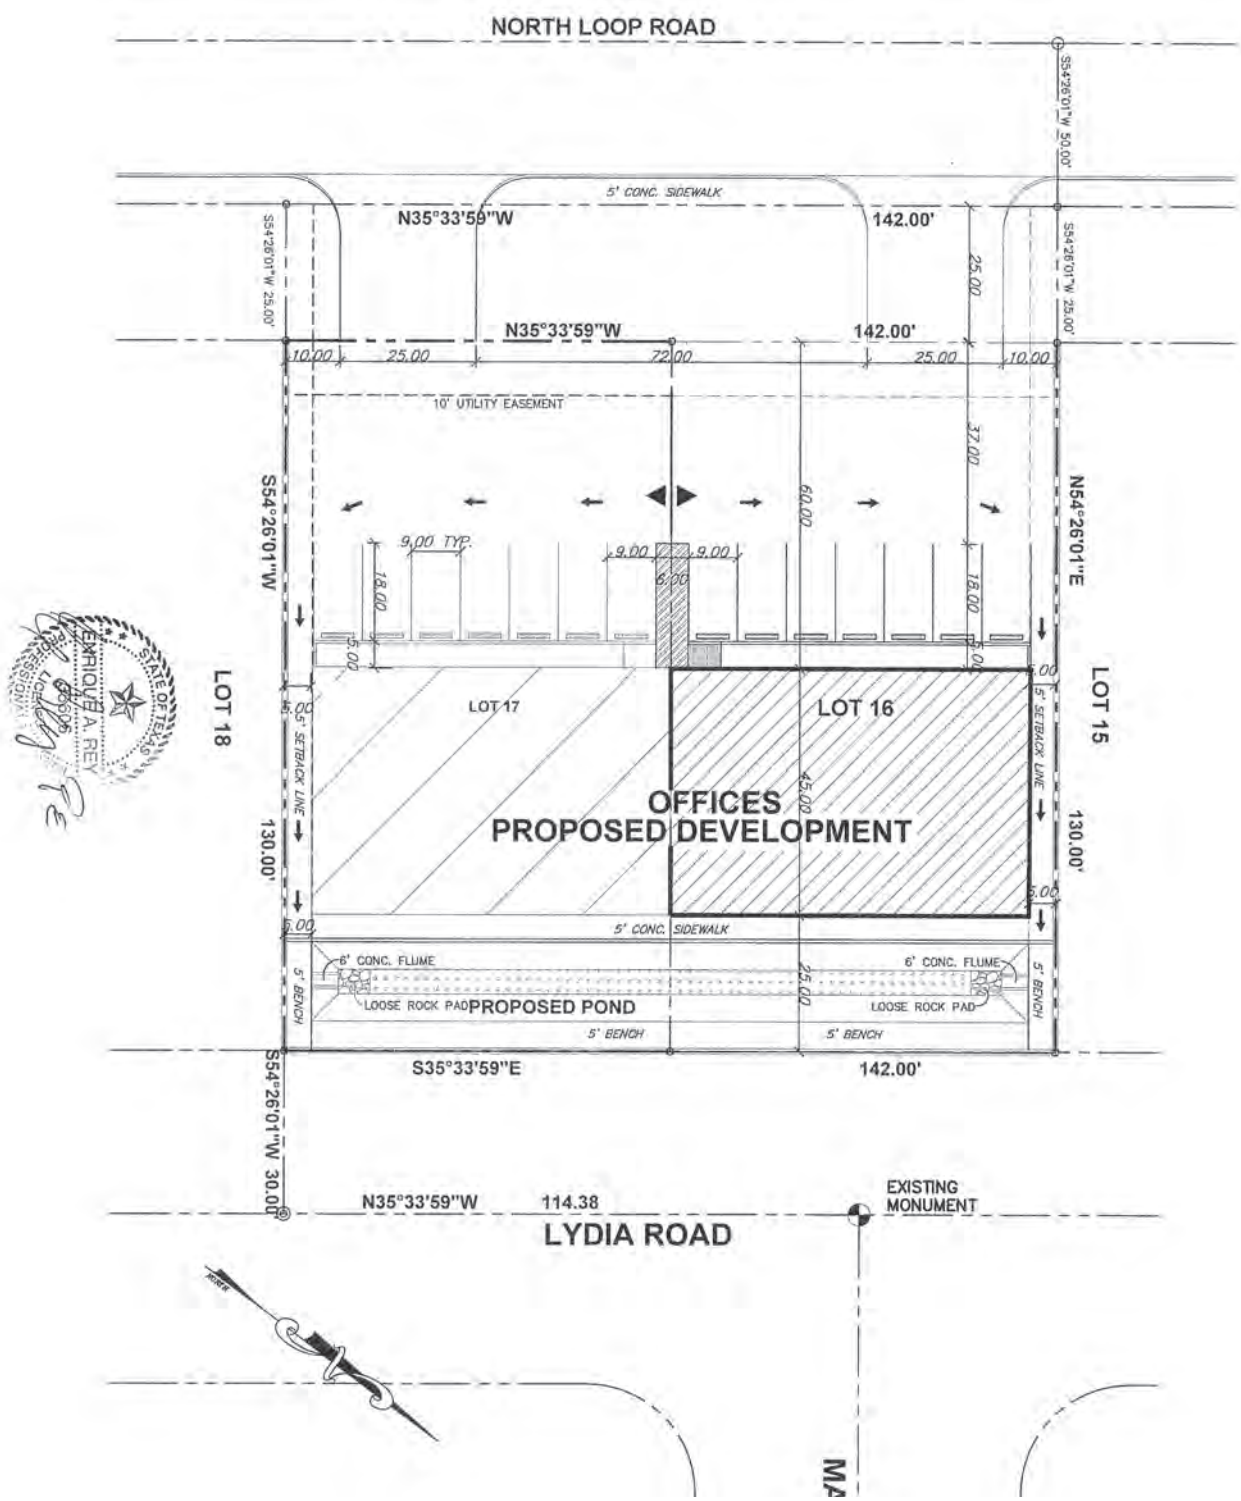 NORTH LOOP ROAD
S54°26'01"W 50.00'
5' CONC. SIDEWALK
N35°33'59"W
142.00'
S54°26'01"W 25.00'
25.00
S54°26'01"W 25.00'
N35°33'59"W
142.00'
10.00
25.00
72.00
25.00
10.00
10' UTILITY EASEMENT
37.00
60.00
S54°26'01"W
N54°26'01"E
9.00 TYP.
9.00
9.00
6.00
18.00
18.00
5.00
5.00
5.00
5.00
LOT 18
LOT 17
LOT 16
LOT 15
STATE OF TEXAS
ENRIQUE A. REY
LICENSED
PROFESSIONAL
PE
5' SETBACK LINE
5' SETBACK LINE
45.00
OFFICES
PROPOSED DEVELOPMENT
130.00'
130.00'
5.00
5.00
5' CONC. SIDEWALK
6' CONC. FLUME
6' CONC. FLUME
25.00
5' BENCH
5' BENCH
LOOSE ROCK PAD
PROPOSED POND
LOOSE ROCK PAD
5' BENCH
5' BENCH
S35°33'59"E
142.00'
S54°26'01"W 30.00'
N35°33'59"W
114.38
EXISTING
MONUMENT
LYDIA ROAD
NORTH
MA